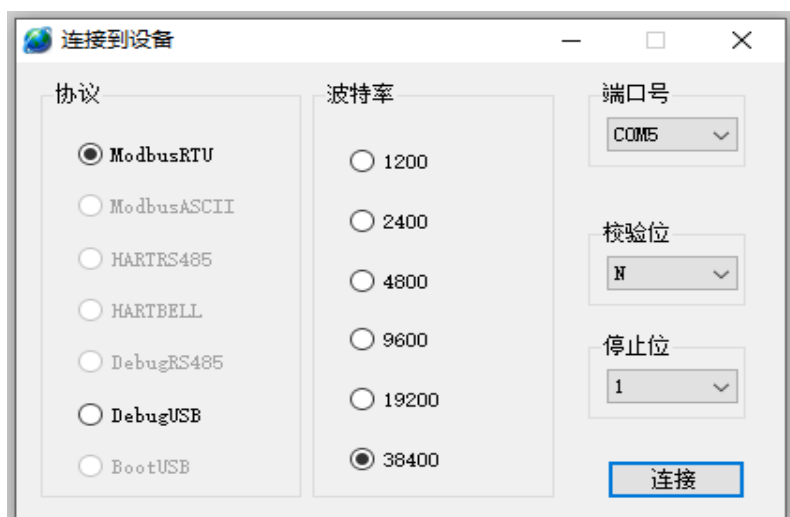 连接到设备
协议
ModbusRTU
ModbusASCII
HARTRS485
HARTBELL
DebugRS485
DebugUSB
BootUSB
波特率
1200
2400
4800
9600
19200
38400
端口号
COM5
校验位
N
停止位
1
连接